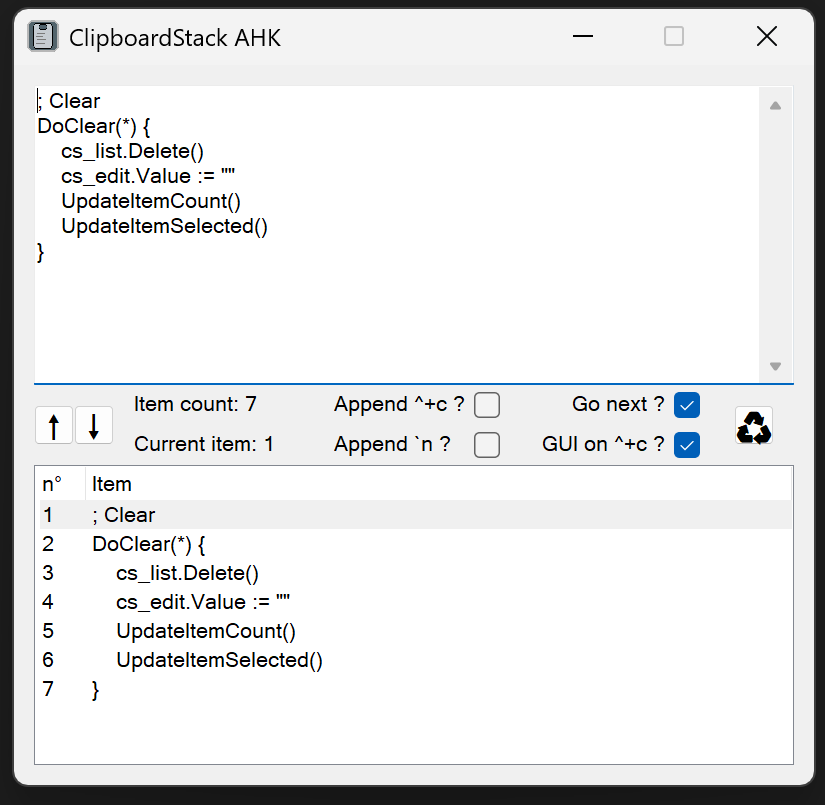 ClipboardStack AHK
; Clear
DoClear(*) {
    cs_list.Delete()
    cs_edit.Value := ""
    UpdateItemCount()
    UpdateItemSelected()
}
Item count: 7 Append ^+c ? Go next ?
Current item: 1 Append `n ? GUI on ^+c ?
n° Item
1 ; Clear
2 DoClear(*) {
3     cs_list.Delete()
4     cs_edit.Value := ""
5     UpdateItemCount()
6     UpdateItemSelected()
7 }